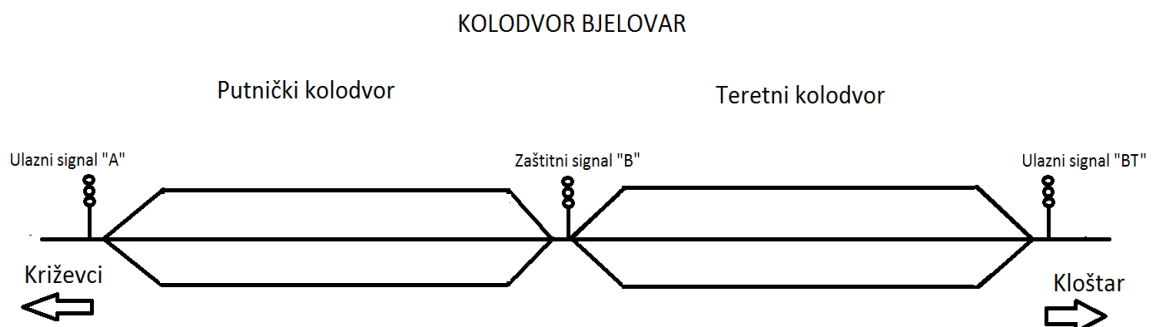 KOLODVOR BJELOVAR
Putnički kolodvor
Teretni kolodvor
Ulazni signal "A"
Zaštitni signal "B"
Ulazni signal "BT"
Križevci
Kloštar